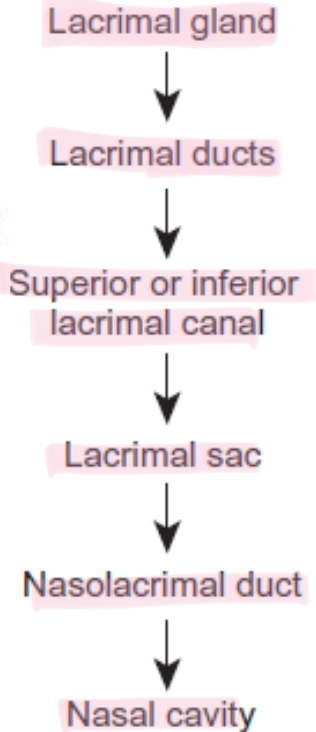 Lacrimal gland
Lacrimal ducts
Superior or inferior
lacrimal canal
Lacrimal sac
Nasolacrimal duct
Nasal cavity